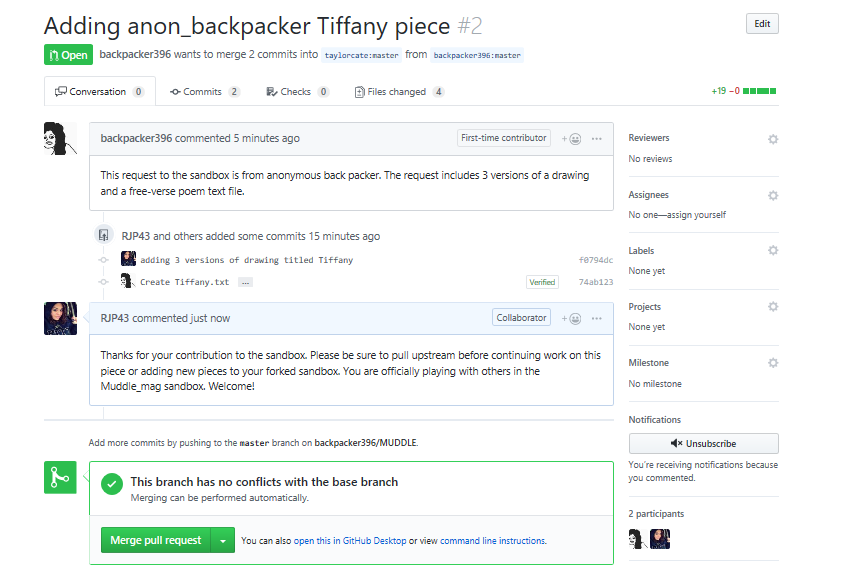 Adding anon_backpacker Tiffany piece #2
Edit
Open backpacker396 wants to merge 2 commits into taylorcate:master from backpacker396:master
Conversation 0 Commits 2 Checks 0 Files changed 4
+19 −0
backpacker396 commented 5 minutes ago
First-time contributor
This request to the sandbox is from anonymous back packer. The request includes 3 versions of a drawing
and a free-verse poem text file.
RJP43 and others added some commits 15 minutes ago
adding 3 versions of drawing titled Tiffany f0794dc
Create Tiffany.txt … Verified 74ab123
RJP43 commented just now
Collaborator
Thanks for your contribution to the sandbox. Please be sure to pull upstream before continuing work on this
piece or adding new pieces to your forked sandbox. You are officially playing with others in the
Muddle_mag sandbox. Welcome!
Add more commits by pushing to the master branch on backpacker396/MUDDLE.
This branch has no conflicts with the base branch
Merging can be performed automatically.
Merge pull request
You can also open this in GitHub Desktop or view command line instructions.
Reviewers
No reviews
Assignees
No one—assign yourself
Labels
None yet
Projects
None yet
Milestone
No milestone
Notifications
Unsubscribe
You're receiving notifications because
you commented.
2 participants